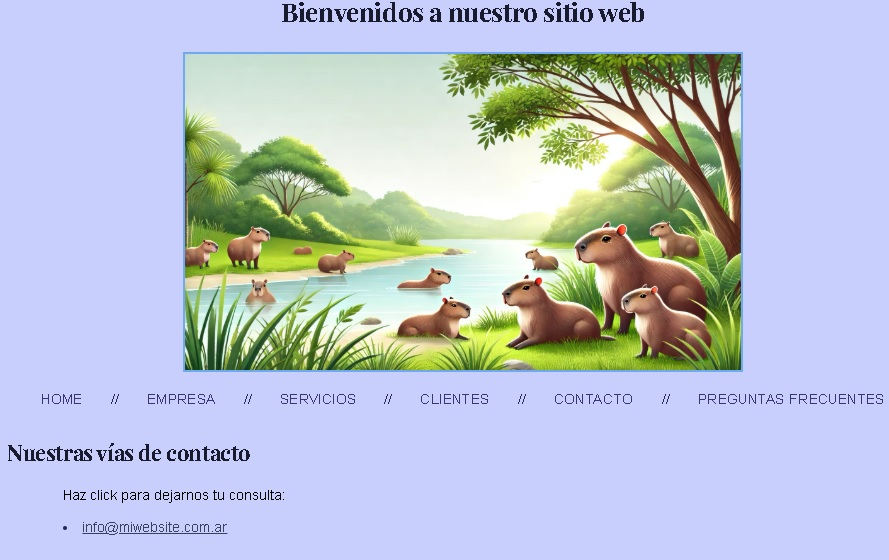 Bienvenidos a nuestro sitio web
HOME // EMPRESA // SERVICIOS // CLIENTES // CONTACTO // PREGUNTAS FRECUENTES
Nuestras vías de contacto
Haz click para dejarnos tu consulta:
• info@miwebsite.com.ar